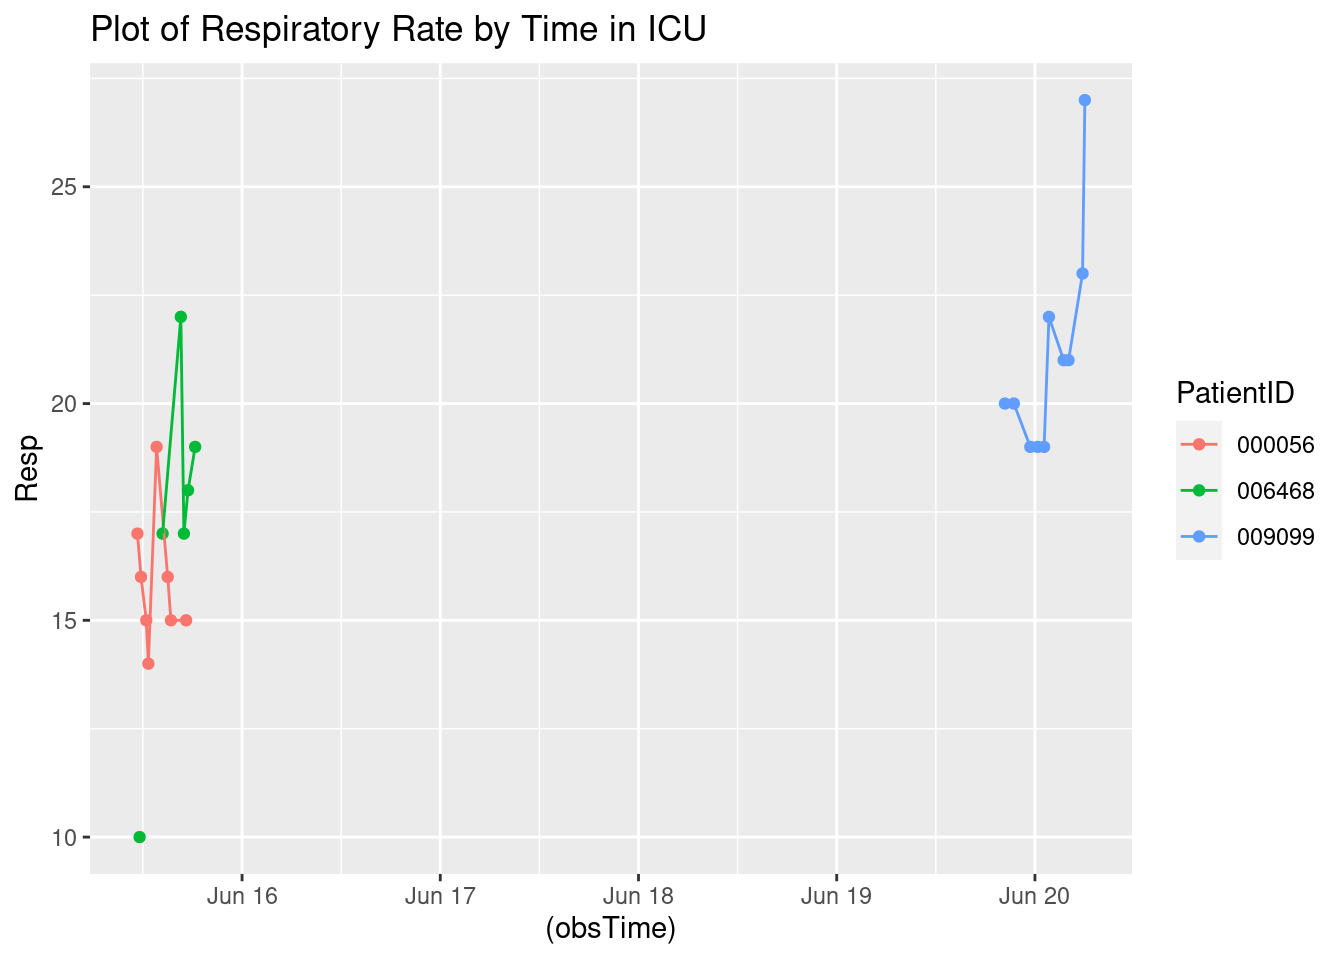 Plot of Respiratory Rate by Time in ICU
Resp
25
20
15
10
Jun 16 Jun 17 Jun 18 Jun 19 Jun 20
(obsTime)
PatientID
000056
006468
009099